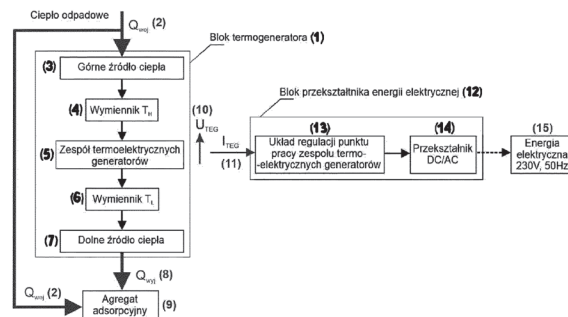 Ciepło odpadowe
Qwej (2)
Blok termogeneratora (1)
(3) Górne źródło ciepła
(4) Wymiennik TH
(5) Zespół termoelektrycznych
generatorów
(6) Wymiennik TL
(7) Dolne źródło ciepła
(10)
UTEG
ITEG
(11)
Blok przekształtnika energii elektrycznej (12)
(13)
Układ regulacji punktu
pracy zespołu termo-
-elektrycznych generatorów
(14)
Przekształtnik
DC/AC
(15)
Energia
elektryczna
230V, 50Hz
Qwyj (8)
Qwej (2)
Agregat
adsorpcyjny
(9)